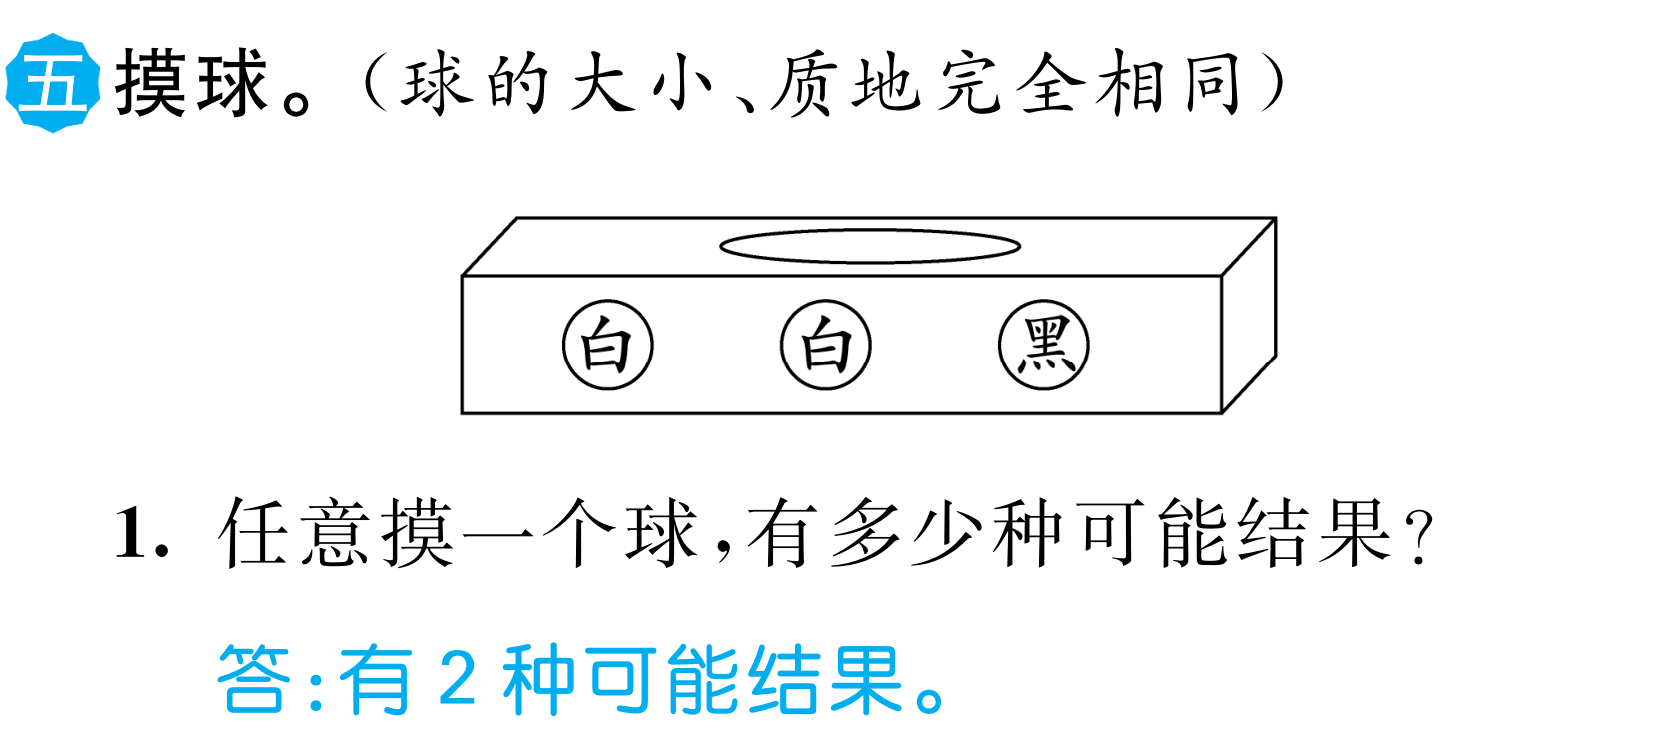 五 摸球。(球的大小、质地完全相同)
白 白 黑
1. 任意摸一个球,有多少种可能结果?
答:有2种可能结果。